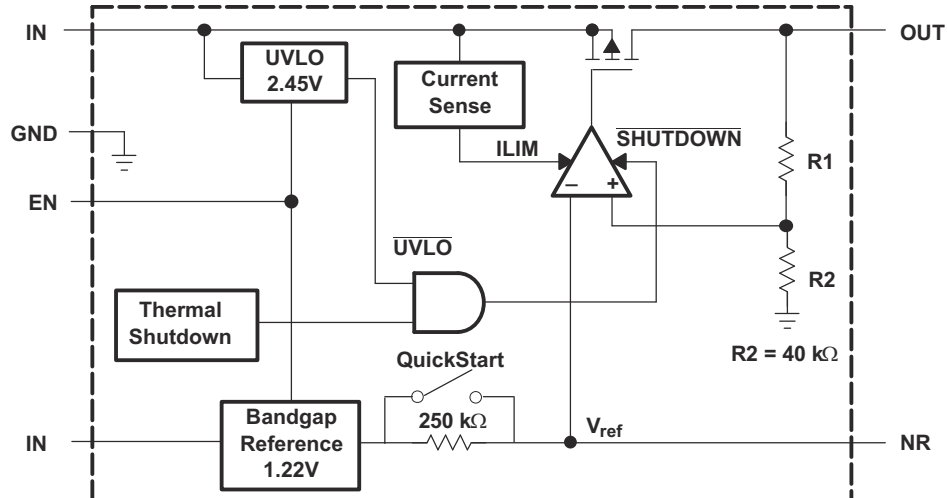 IN
UVLO
2.45V
Current
Sense
OUT
GND
ILIM
SHUTDOWN
R1
–
+
EN
UVLO
R2
Thermal
Shutdown
R2 = 40 kΩ
QuickStart
Bandgap
Reference
1.22V
250 kΩ
IN
Vref
NR